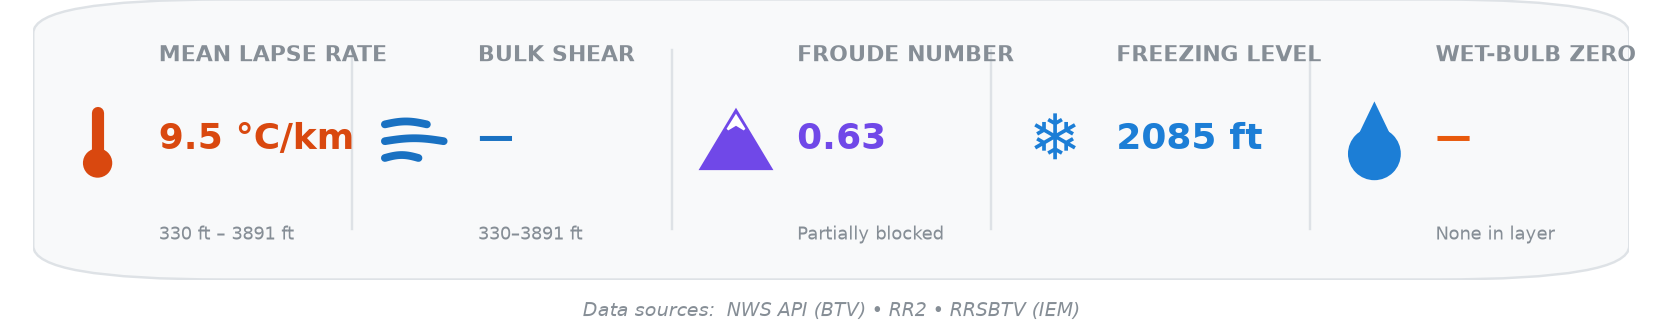 MEAN LAPSE RATE
BULK SHEAR
FROUDE NUMBER
FREEZING LEVEL
WET-BULB ZERO
9.5 °C/km
—
0.63
2085 ft
—
330 ft – 3891 ft
330–3891 ft
Partially blocked
None in layer
Data sources:  NWS API (BTV) • RR2 • RRSBTV (IEM)